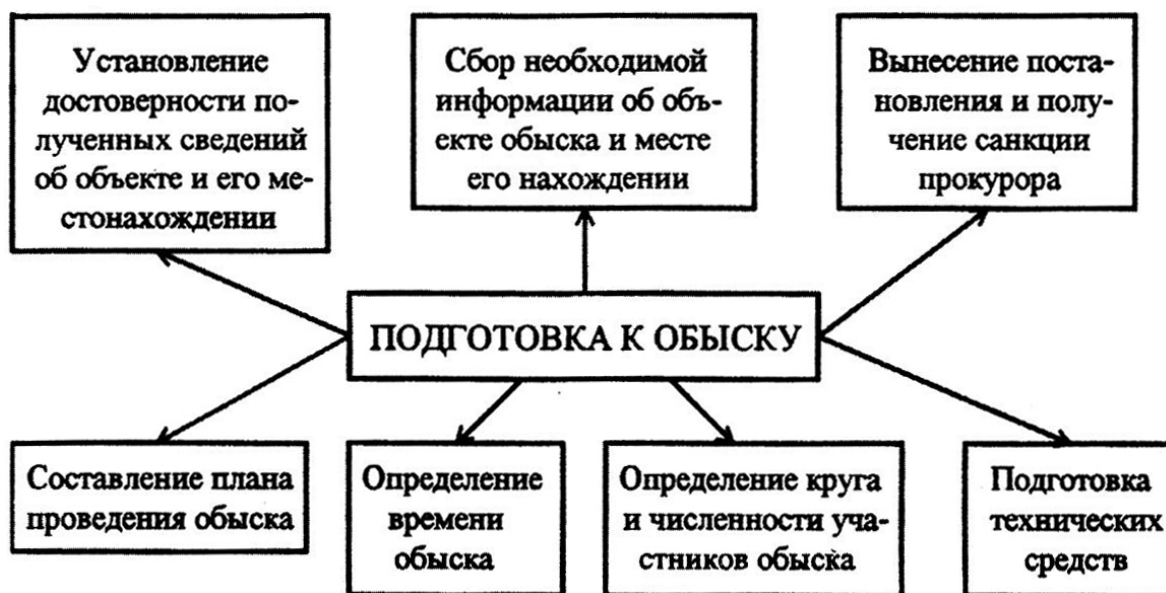 Установление
достоверности по-
лученных сведений
об объекте и его ме-
стонахождении
Сбор необходимой
информации об объ-
екте обыска и месте
его нахождении
Вынесение поста-
новления и полу-
чение санкции
прокурора
ПОДГОТОВКА К ОБЫСКУ
Составление плана
проведения обыска
Определение
времени
обыска
Определение круга
и численности уча-
стников обыска
Подготовка
технических
средств